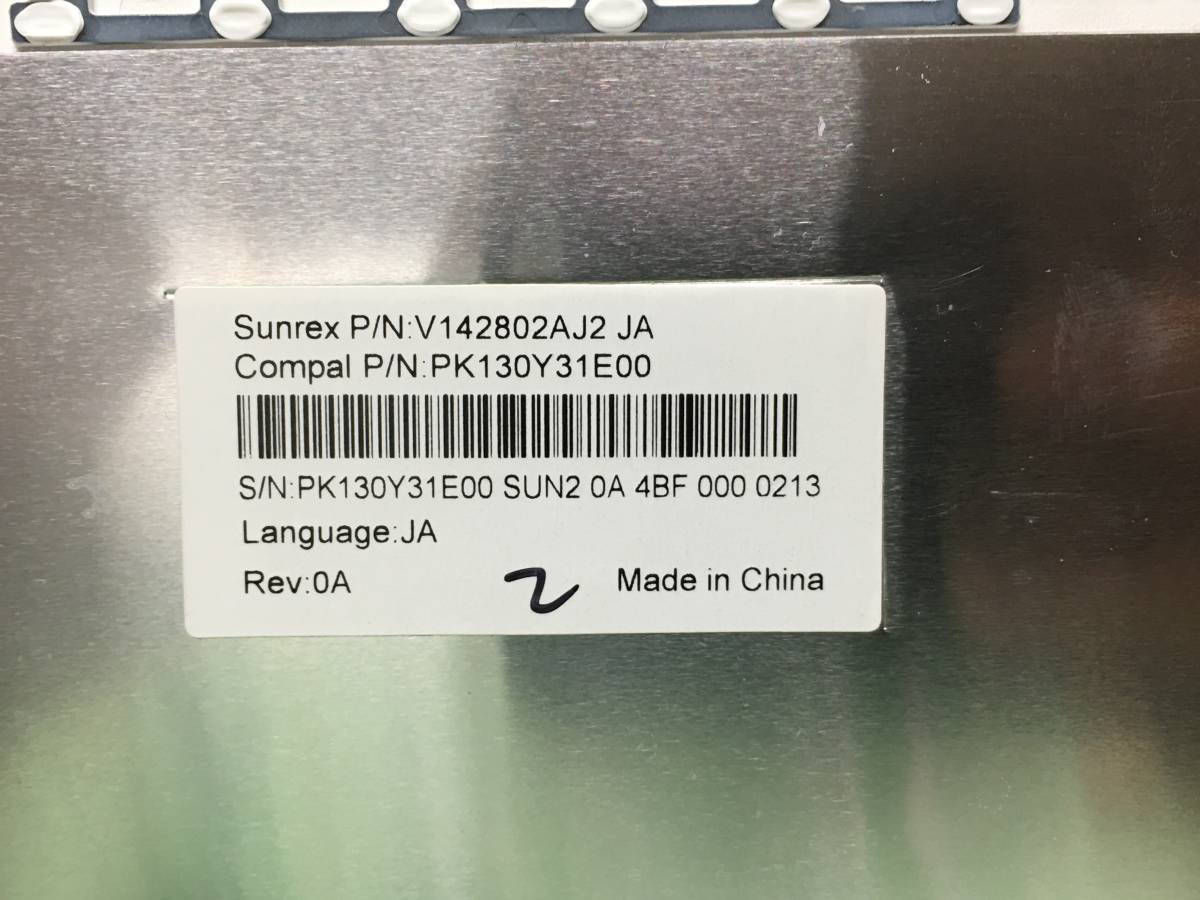 Sunrex P/N:V142802AJ2 JA
Compal P/N:PK130Y31E00
S/N:PK130Y31E00 SUN2 0A 4BF 000 0213
Language:JA
Rev:0A 2 Made in China